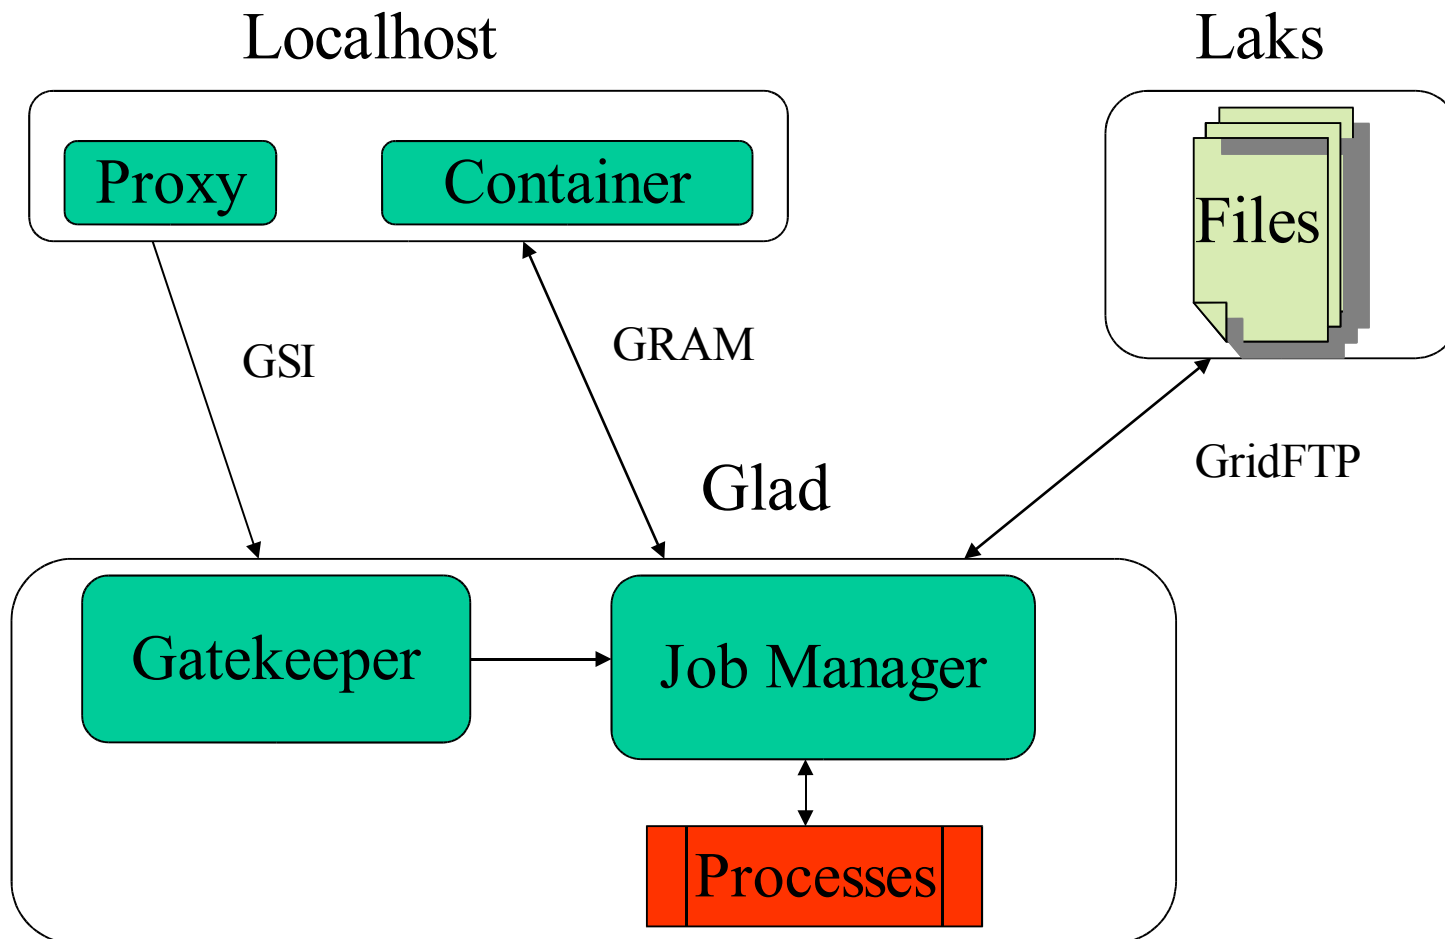 Localhost
Laks
Proxy
Container
Files
GSI
GRAM
GridFTP
Glad
Gatekeeper
Job Manager
Processes